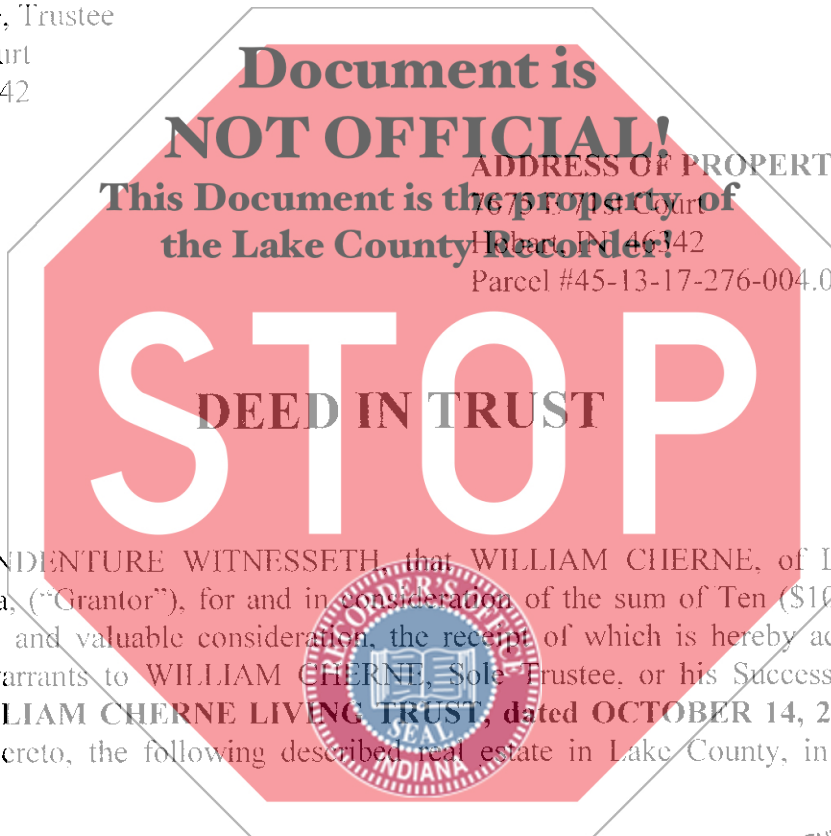 , Trustee
urt
42
Document is
NOT OFFICIAL!
ADDRESS OF PROPERT
This Document is the property of
71st Court
the Lake County Recorder!
Hobart, IN 46342
Parcel #45-13-17-276-004.0
STOP
DEED IN TRUST
NDENTURE WITNESSETH, that WILLIAM CHERNE, of
a, (“Grantor”), for and in consideration of the sum of Ten ($10
and valuable consideration, the receipt of which is hereby ac
arrants to WILLIAM CHERNE, Sole Trustee, or his Success
LIAM CHERNE LIVING TRUST, dated OCTOBER 14, 2
ereto, the following described real estate in Lake County, in
RECORDER'S OFFICE
SEAL
INDIANA